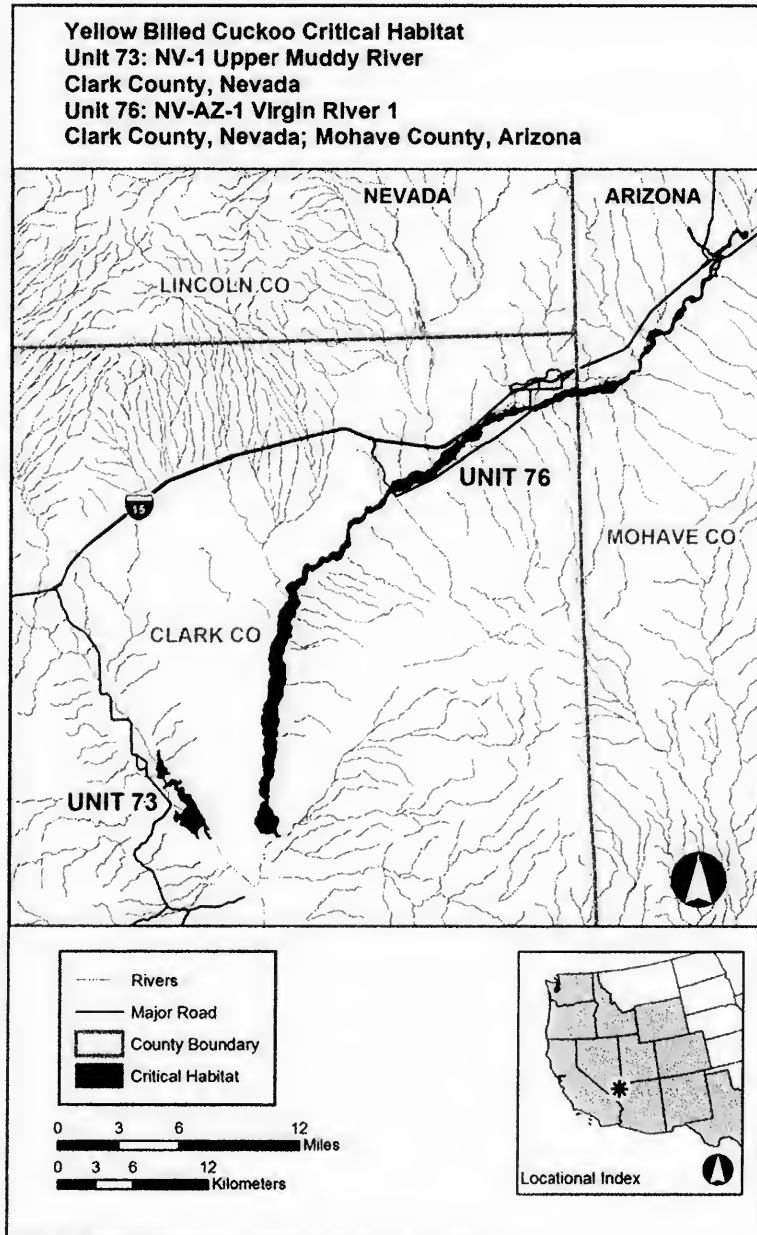 Yellow Billed Cuckoo Critical Habitat
Unit 73: NV-1 Upper Muddy River
Clark County, Nevada
Unit 76: NV-AZ-1 Virgin River 1
Clark County, Nevada; Mohave County, Arizona
NEVADA
ARIZONA
LINCOLN CO
UNIT 76
15
MOHAVE CO
CLARK CO
UNIT 73
Rivers
Major Road
County Boundary
Critical Habitat
0 3 6 12
Miles
0 3 6 12
Kilometers
Locational Index